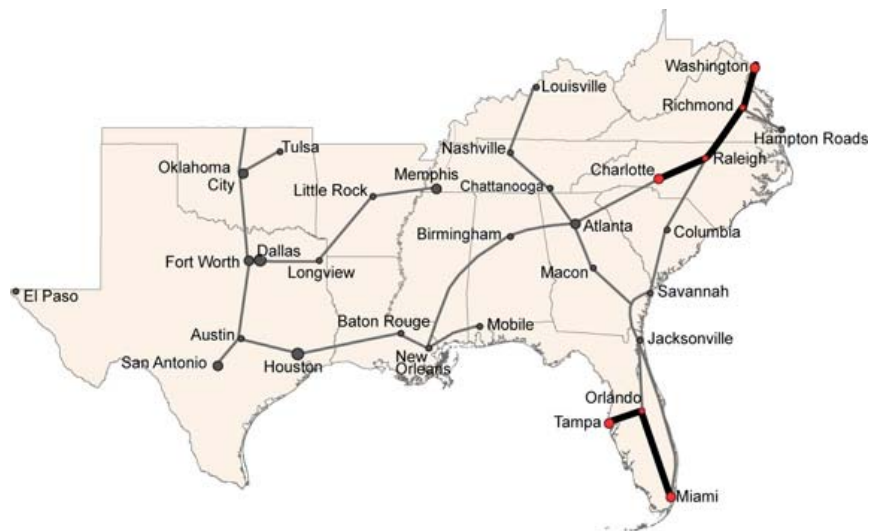 Washington
Louisville
Richmond
Hampton Roads
Tulsa
Nashville
Raleigh
Oklahoma
City
Memphis
Charlotte
Little Rock
Chattanooga
Atlanta
Birmingham
Columbia
Dallas
Fort Worth
Longview
Macon
El Paso
Savannah
Baton Rouge
Mobile
Austin
Jacksonville
San Antonio
Houston
New
Orleans
Orlando
Tampa
Miami